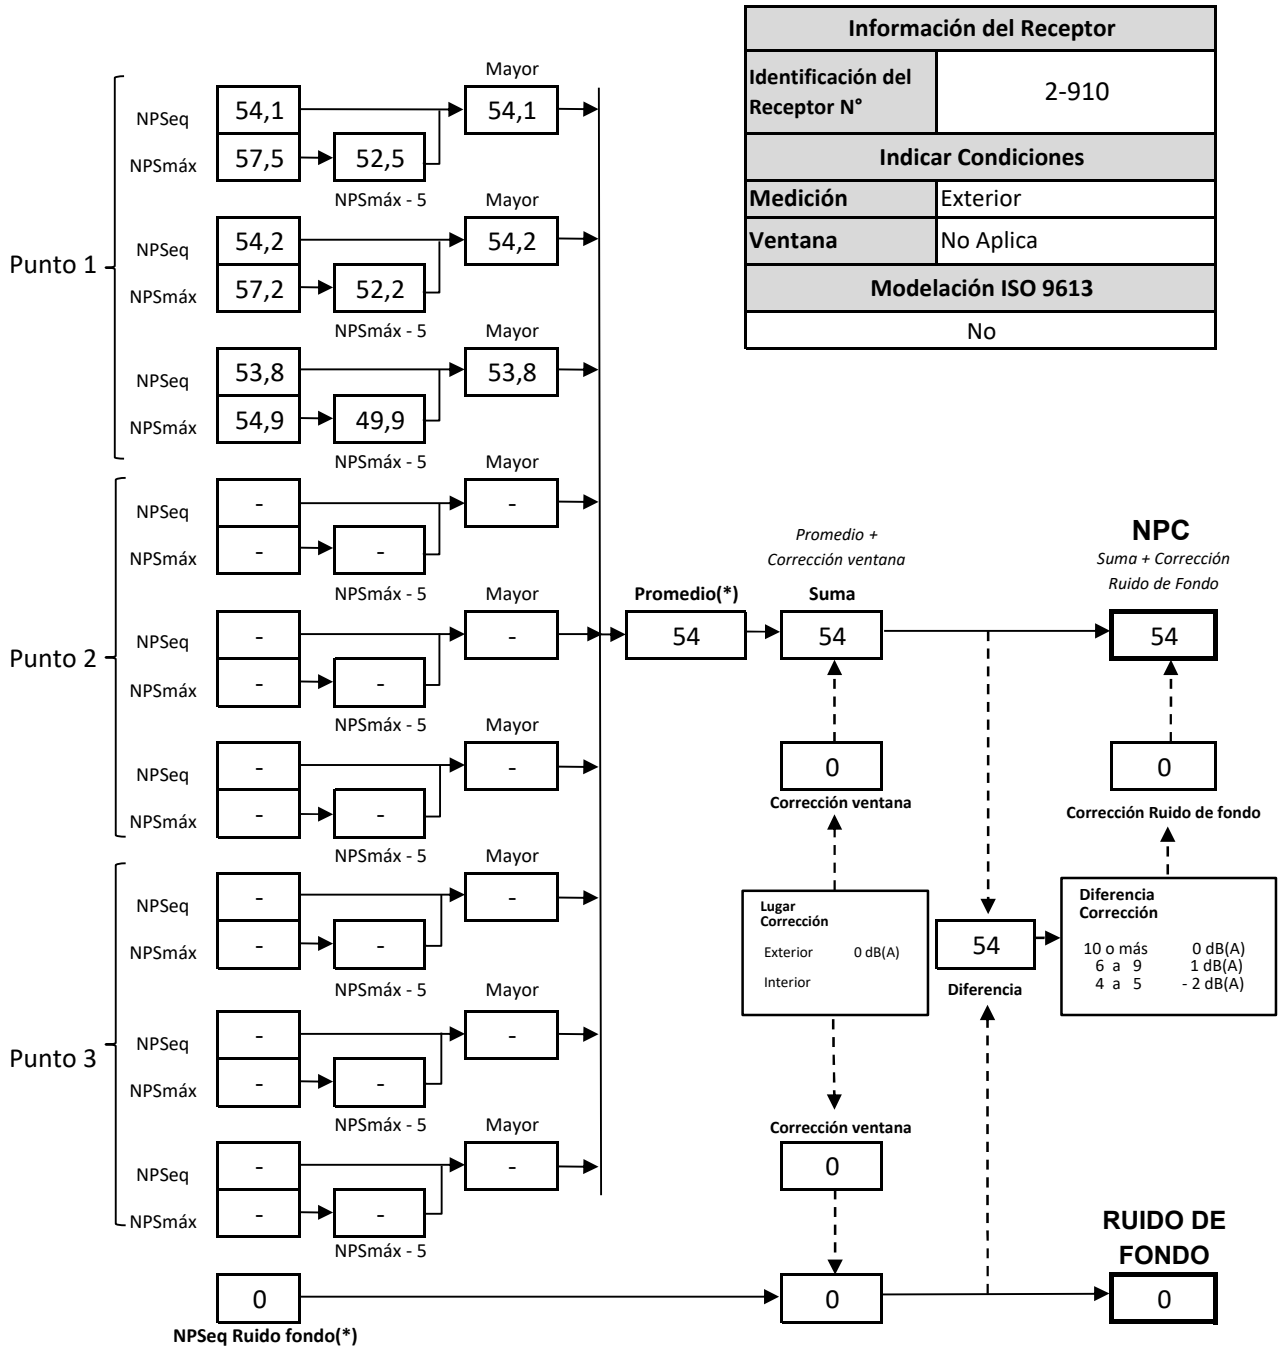 Información del Receptor
Identificación del
Receptor N°
2-910
Indicar Condiciones
Medición Exterior
Ventana No Aplica
Modelación ISO 9613
No
Punto 1
Mayor
NPSeq 54,1 54,1
NPSmáx 57,5 52,5
NPSmáx - 5
Mayor
NPSeq 54,2 54,2
NPSmáx 57,2 52,2
NPSmáx - 5
Mayor
NPSeq 53,8 53,8
NPSmáx 54,9 49,9
NPSmáx - 5
Punto 2
Mayor
NPSeq - -
NPSmáx - -
NPSmáx - 5
Mayor
NPSeq - -
NPSmáx - -
NPSmáx - 5
Mayor
NPSeq - -
NPSmáx - -
NPSmáx - 5
Punto 3
Mayor
NPSeq - -
NPSmáx - -
NPSmáx - 5
NPSeq - -
NPSmáx - -
NPSmáx - 5
Mayor
NPSeq - -
NPSmáx - -
NPSmáx - 5
0
NPSeq Ruido fondo(*)
Promedio(*)
54
Promedio +
Corrección ventana
Suma
54
0
Corrección ventana
Lugar
Corrección
Exterior 0 dB(A)
Interior
Corrección ventana
0
0
54
Diferencia
NPC
Suma + Corrección
Ruido de Fondo
54
0
Corrección Ruido de fondo
Diferencia
Corrección
10 o más 0 dB(A)
6 a 9 1 dB(A)
4 a 5 - 2 dB(A)
RUIDO DE
FONDO
0